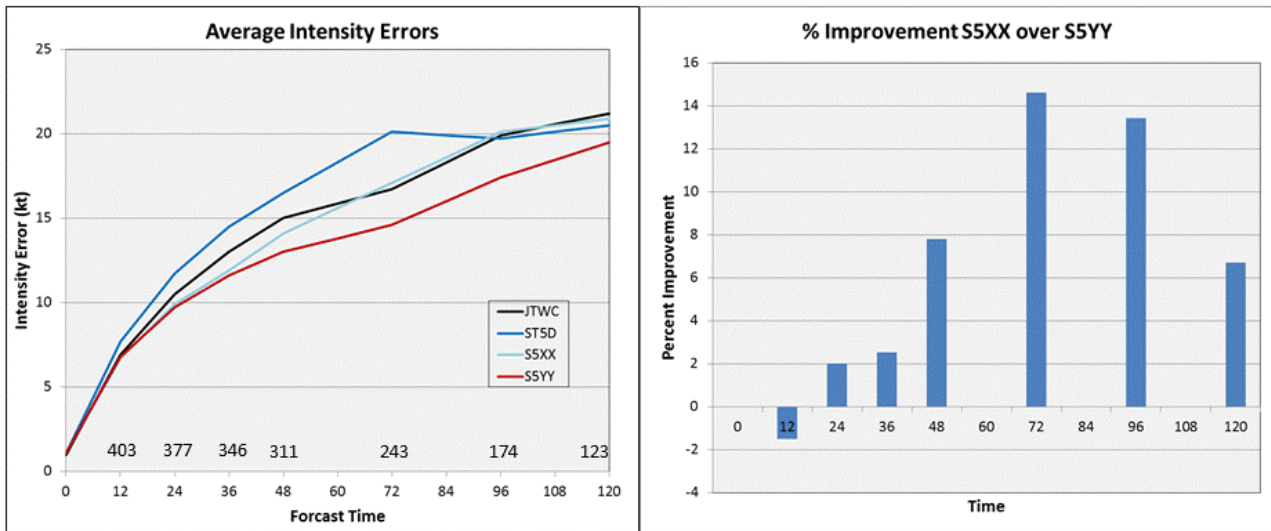 Average Intensity Errors
25
20
15
10
5
0
Intensity Error (kt)
JTWC
ST5D
S5XX
S5YY
403 377 346 311 243 174 123
0 12 24 36 48 60 72 84 96 108 120
Forcast Time
% Improvement S5XX over S5YY
16
14
12
10
8
6
4
2
0
-2
-4
Percent Improvement
0 12 24 36 48 60 72 84 96 108 120
Time